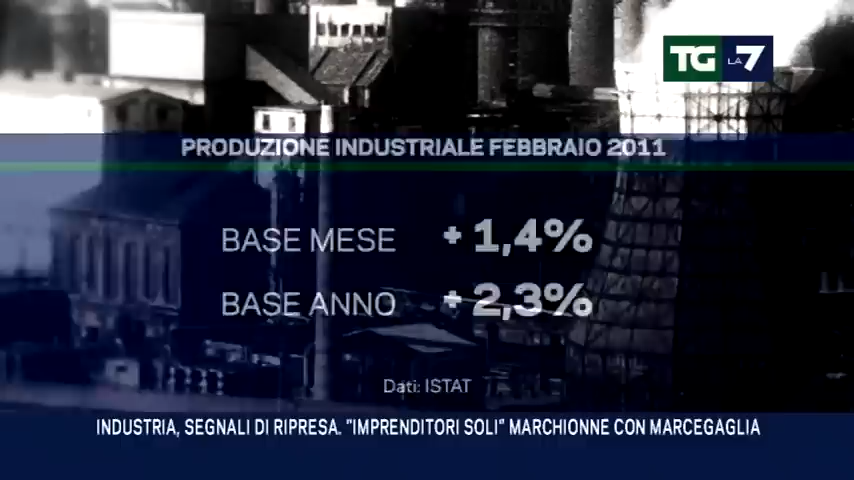 TG LA 7
PRODUZIONE INDUSTRIALE FEBBRAIO 2011
BASE MESE + 1,4%
BASE ANNO + 2,3%
Dati: ISTAT
INDUSTRIA, SEGNALI DI RIPRESA. "IMPRENDITORI SOLI" MARCHIONNE CON MARCEGAGLIA